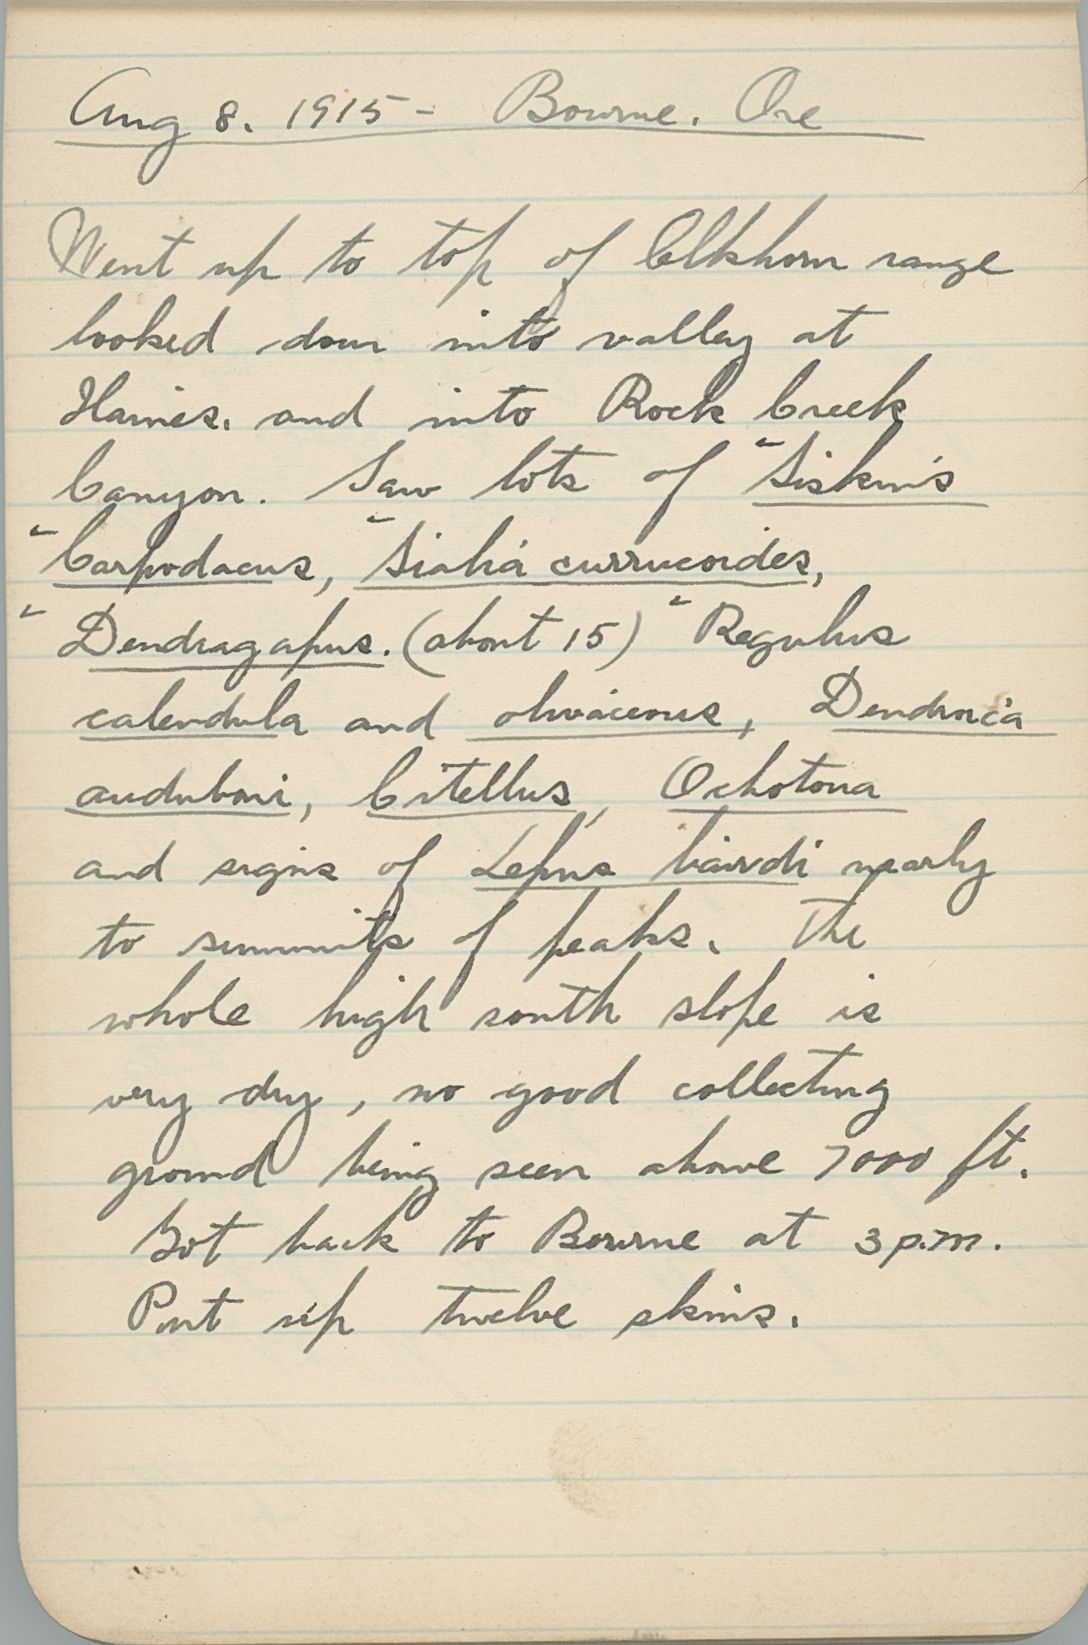 Aug 8. 1915 - Bourne. Ore
Went up to top of Elkhorn range
looked down into valley at
Haines. and into Rock Creek
Canyon. Saw lots of Siskins
Carpodacus, Sialia currucoides,
Dendragapus. (about 15) Regulus
calendula and olivaceous, Dendroica
auduboni, Citellus, Ochotona
and signs of Lepus bairdi nearly
to summits of peaks. The
whole high south slope is
very dry, no good collecting
ground being seen above 7000 ft.
Got back to Bourne at 3 p.m.
Put up twelve skins.